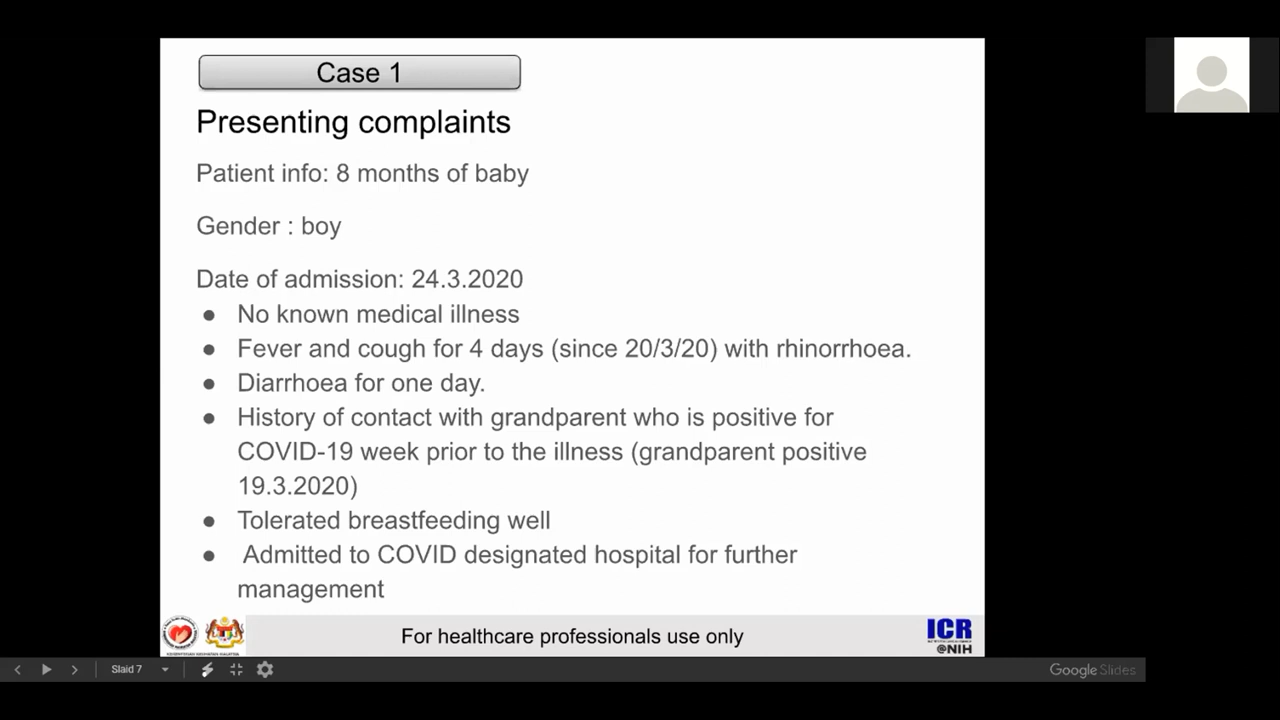 Case 1
Presenting complaints
Patient info: 8 months of baby
Gender : boy
Date of admission: 24.3.2020
● No known medical illness
● Fever and cough for 4 days (since 20/3/20) with rhinorrhoea.
● Diarrhoea for one day.
● History of contact with grandparent who is positive for
COVID-19 week prior to the illness (grandparent positive
19.3.2020)
● Tolerated breastfeeding well
● Admitted to COVID designated hospital for further
management
For healthcare professionals use only
ICR
@NIH
Slaid 7
Google Slides